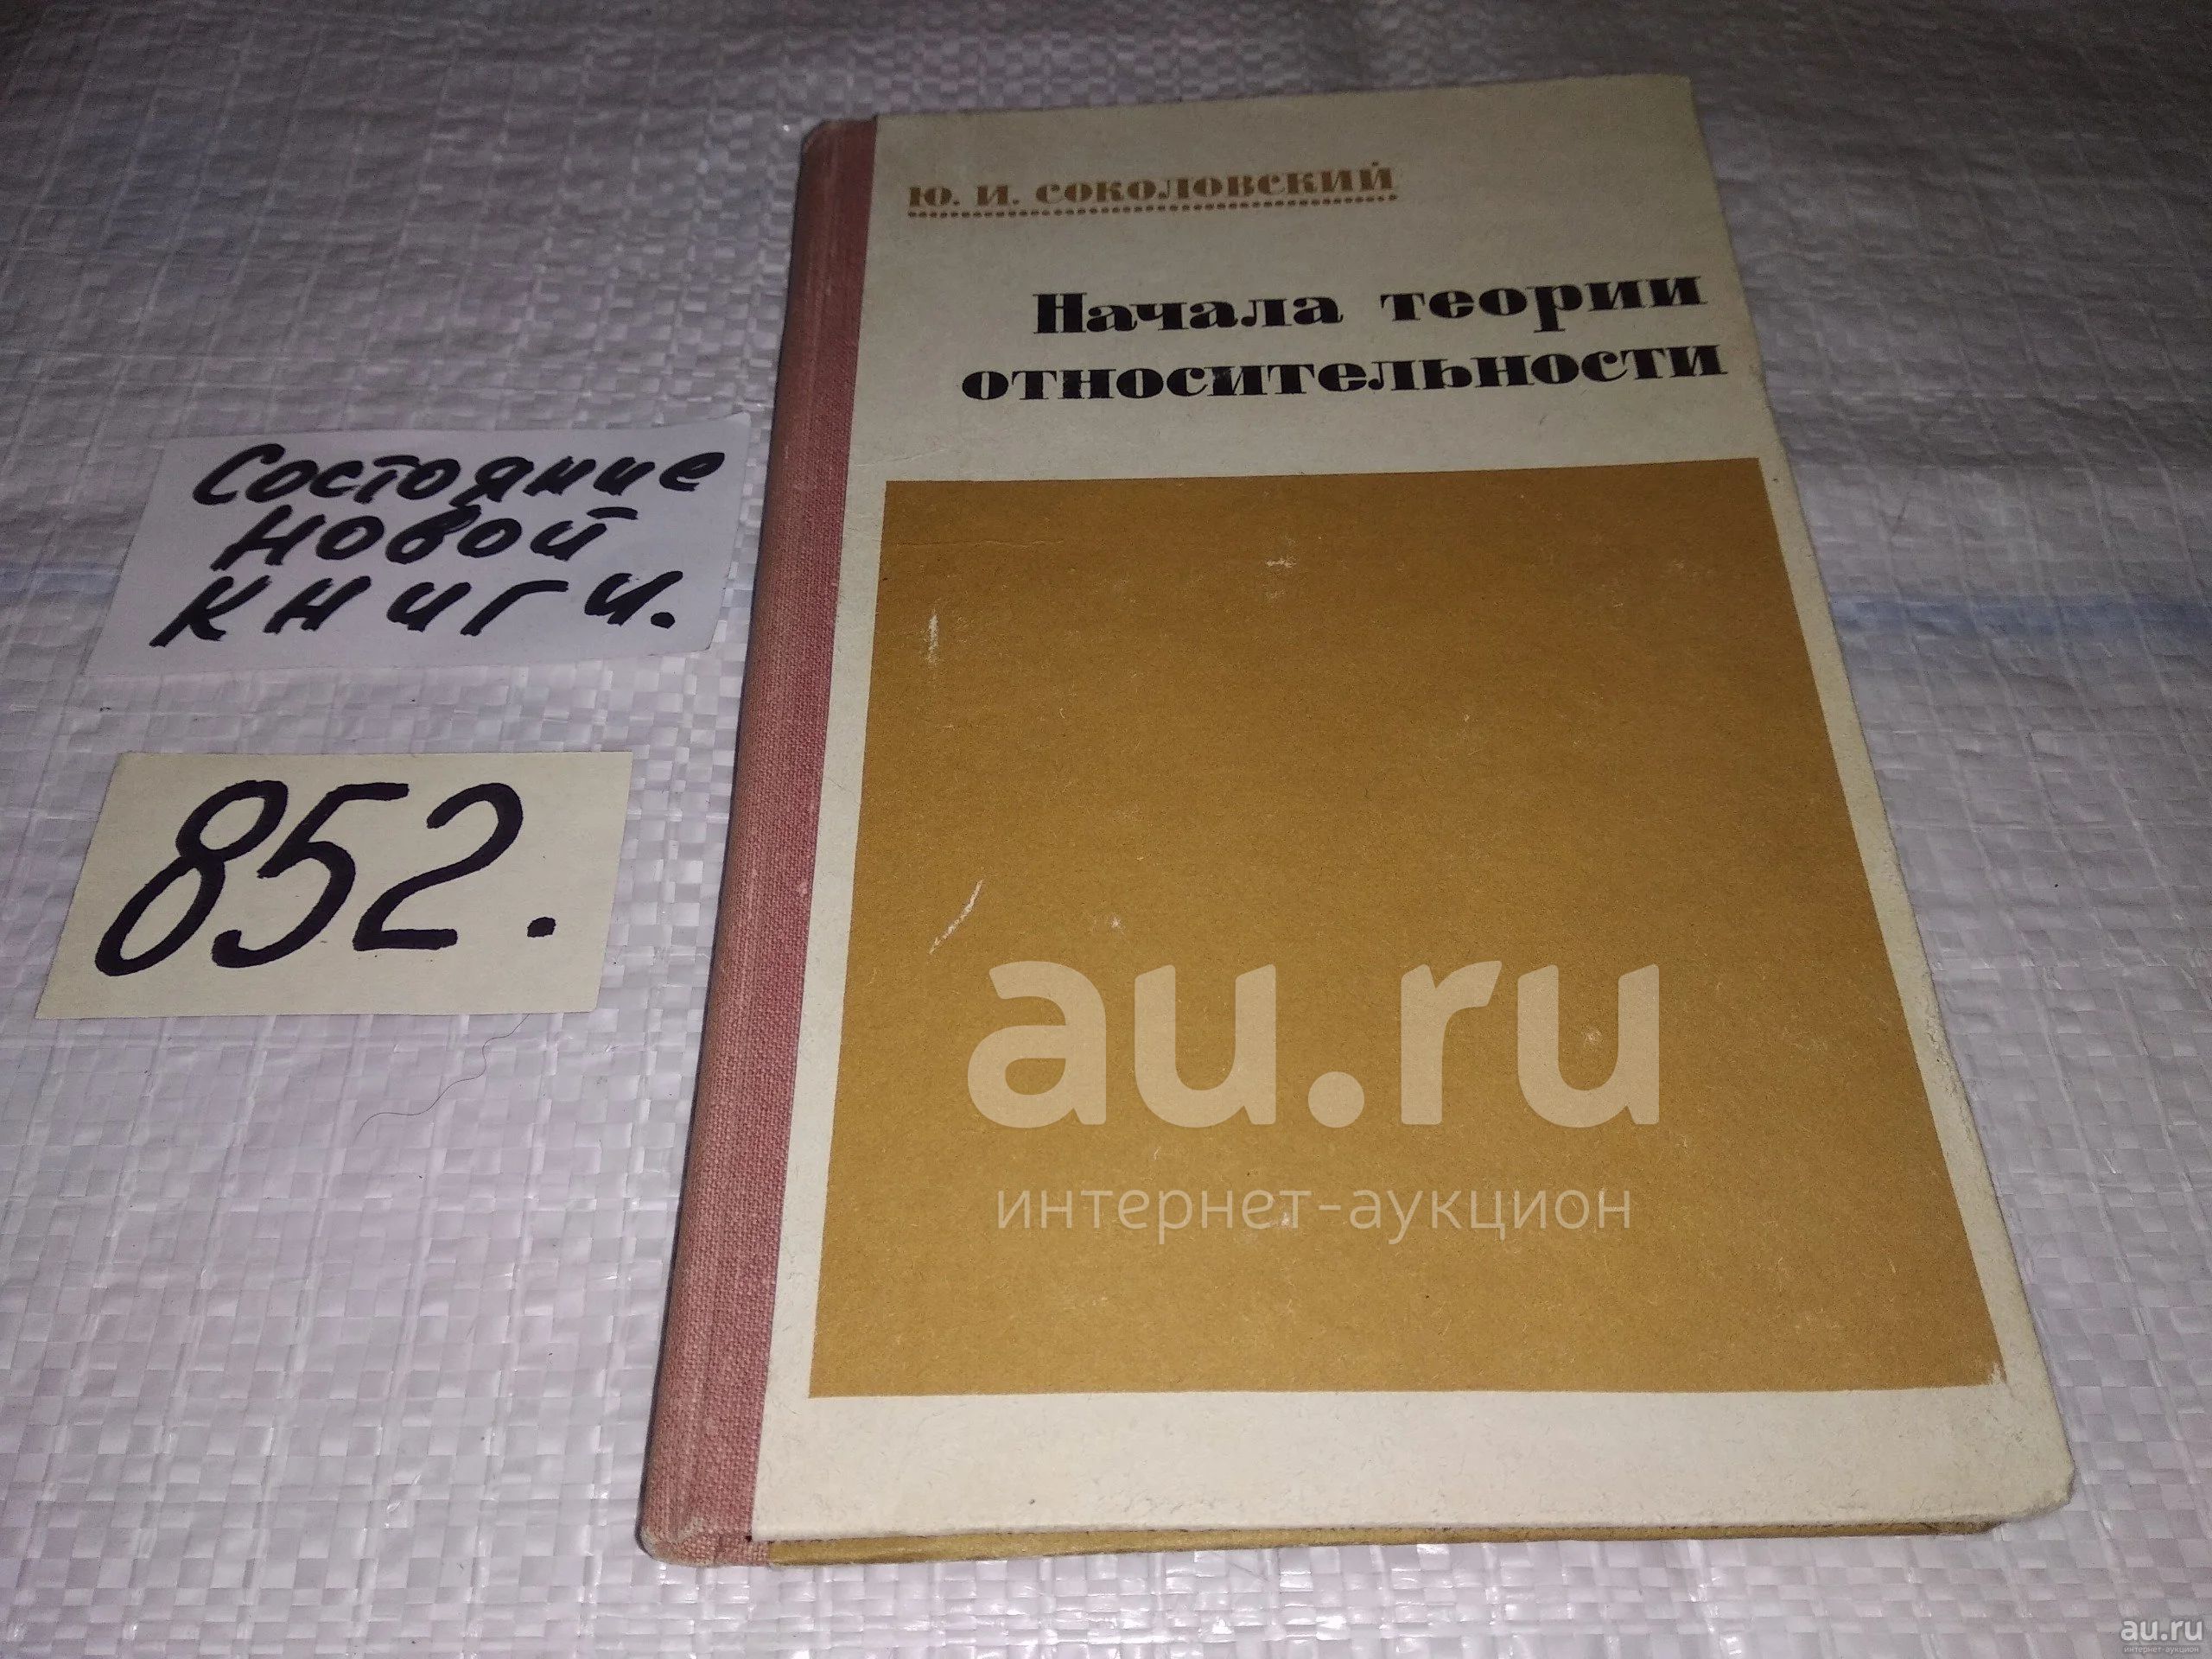 Ю. И. СОКОЛОВСКИЙ
Начала теории
относительности
Состояние
новой
книги.
852.
au.ru
интернет-аукцион
au.ru
интернет-аукцион